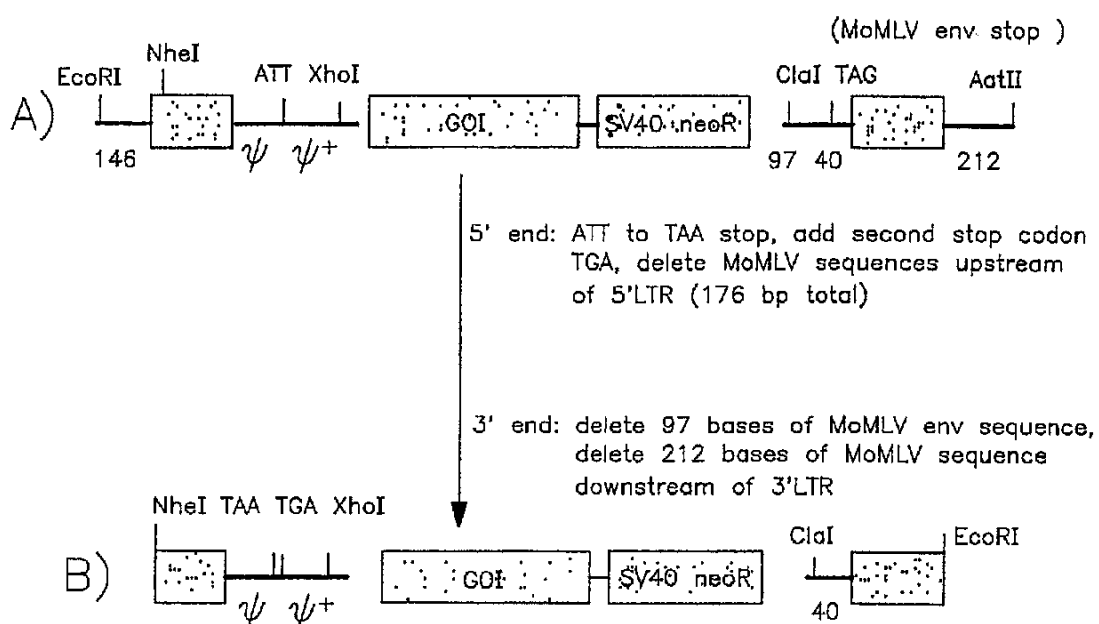 (MoMLV env stop )
NheI
EcoRI ATT XhoI ClaI TAG AatII
A) GOI SV40 neoR
146 ψ ψ+ 97 40 212
5' end: ATT to TAA stop, add second stop codon
TGA, delete MoMLV sequences upstream
of 5'LTR (176 bp total)
3' end: delete 97 bases of MoMLV env sequence,
delete 212 bases of MoMLV sequence
downstream of 3'LTR
NheI TAA TGA XhoI ClaI EcoRI
B) GOI SV40 neoR
ψ ψ+ 40